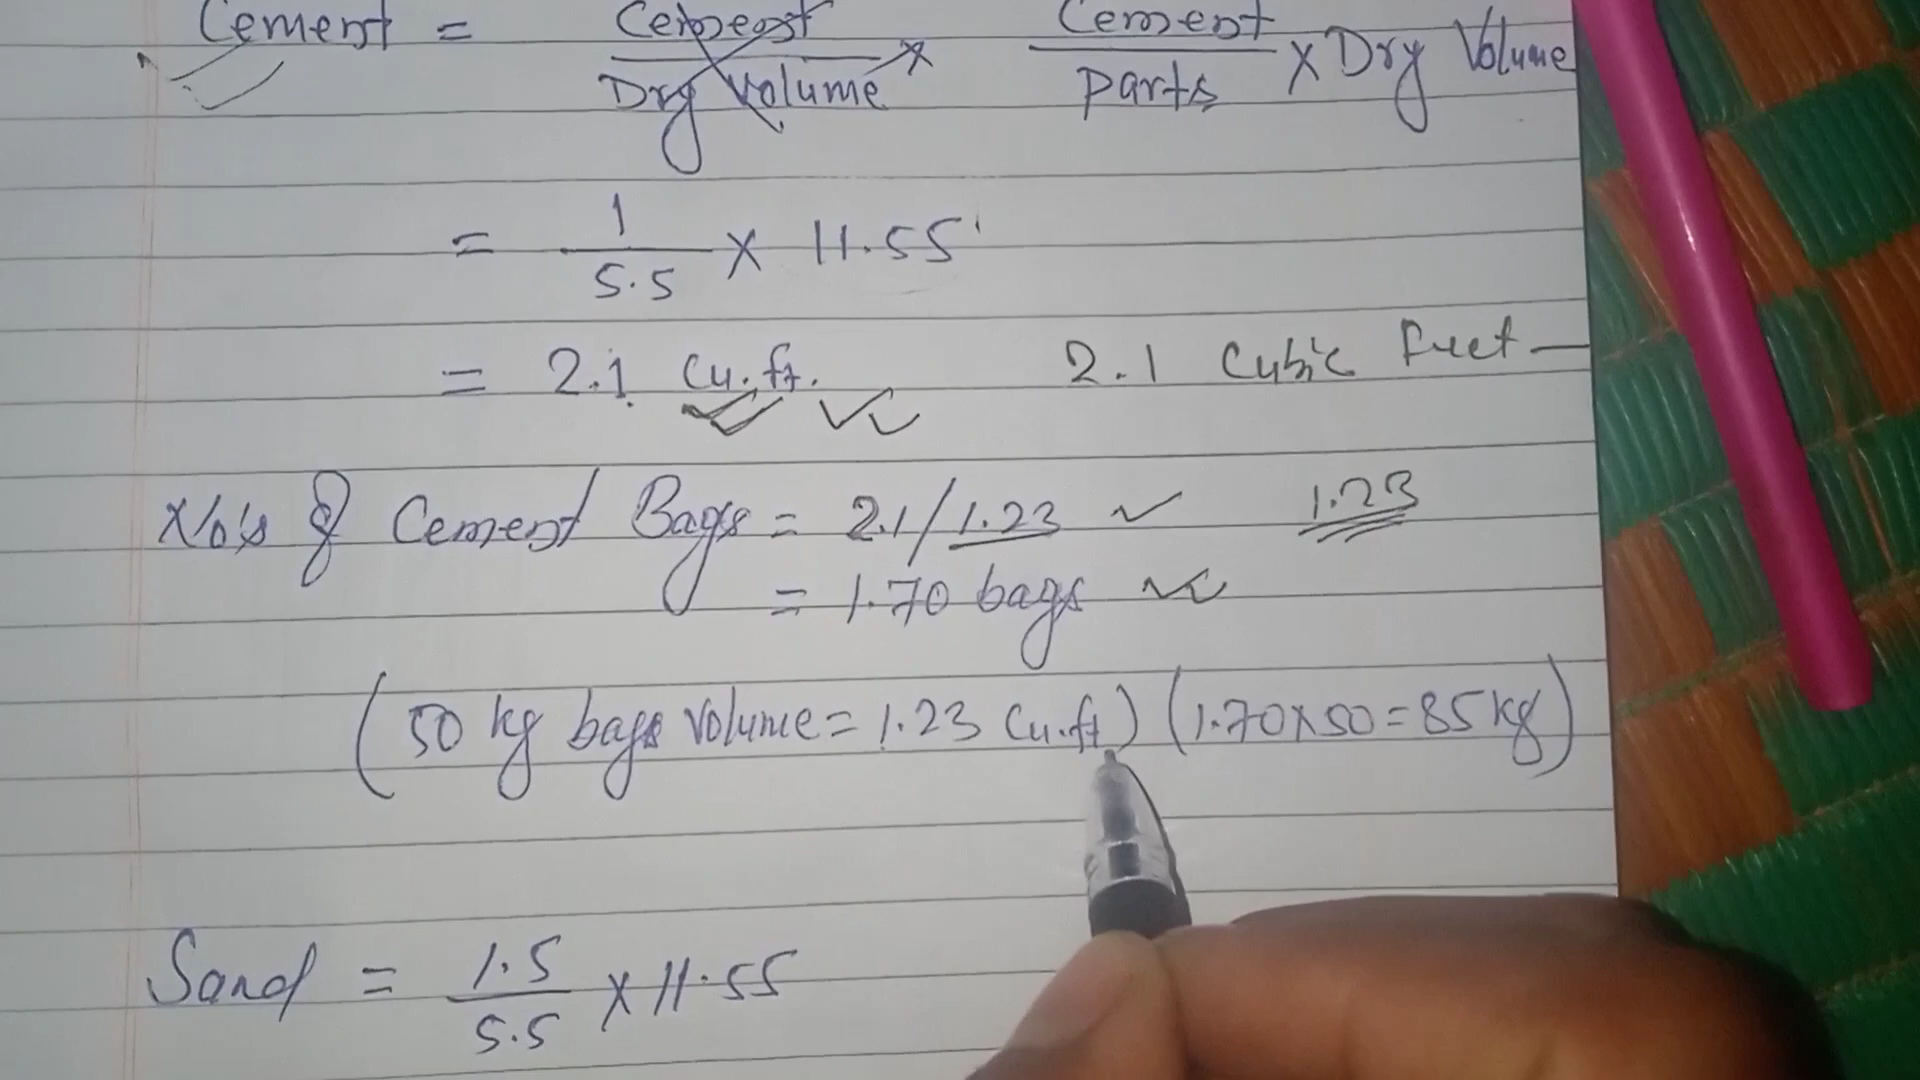 Cement = Cement / Dry Volume × Cement / Parts × Dry Volume
= 1 / 5.5 × 11.55
= 2.1 Cu.ft. 2.1 Cubic Feet
No's of Cement Bags = 2.1/1.23 1.23
= 1.70 bags
(50 kg bags Volume = 1.23 Cu.ft) (1.70×50=85kg)
Sand = 1.5 / 5.5 × 11.55